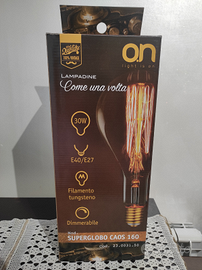 on
light is on
LAMPADINE
Come una volta
30W
E40/E27
Filamento
tungsteno
Dimmerabile
SUPERGLOBO CAOS 160